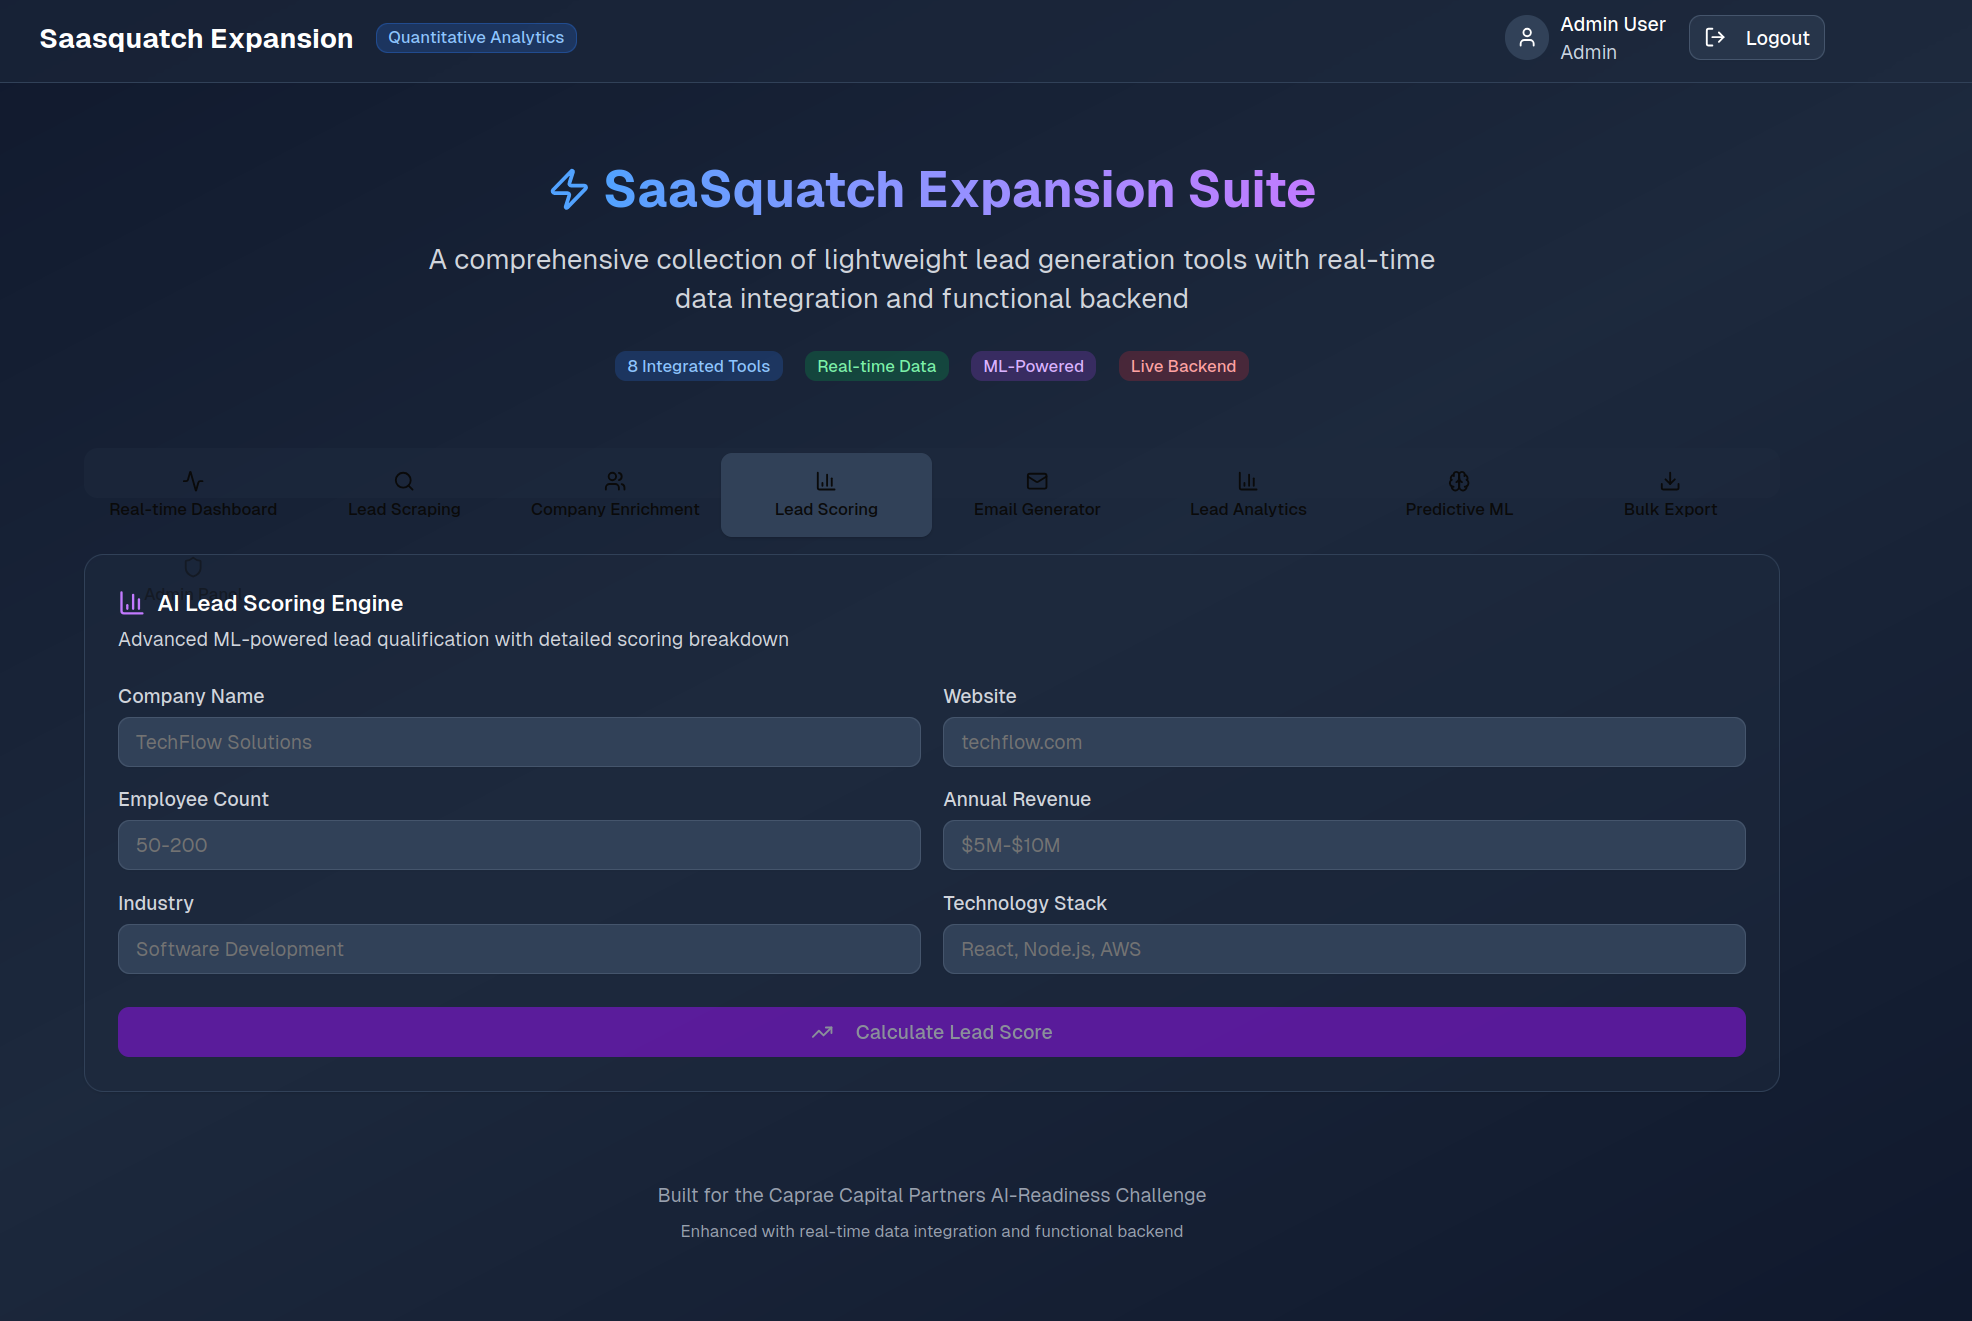 Saasquatch Expansion
Quantitative Analytics
Admin User
Admin
Logout
SaaSquatch Expansion Suite
A comprehensive collection of lightweight lead generation tools with real-time
data integration and functional backend
8 Integrated Tools
Real-time Data
ML-Powered
Live Backend
Real-time Dashboard
Lead Scraping
Company Enrichment
Lead Scoring
Email Generator
Lead Analytics
Predictive ML
Bulk Export
Admin Panel
AI Lead Scoring Engine
Advanced ML-powered lead qualification with detailed scoring breakdown
Company Name
Website
TechFlow Solutions
techflow.com
Employee Count
Annual Revenue
50-200
$5M-$10M
Industry
Technology Stack
Software Development
React, Node.js, AWS
Calculate Lead Score
Built for the Caprae Capital Partners AI-Readiness Challenge
Enhanced with real-time data integration and functional backend